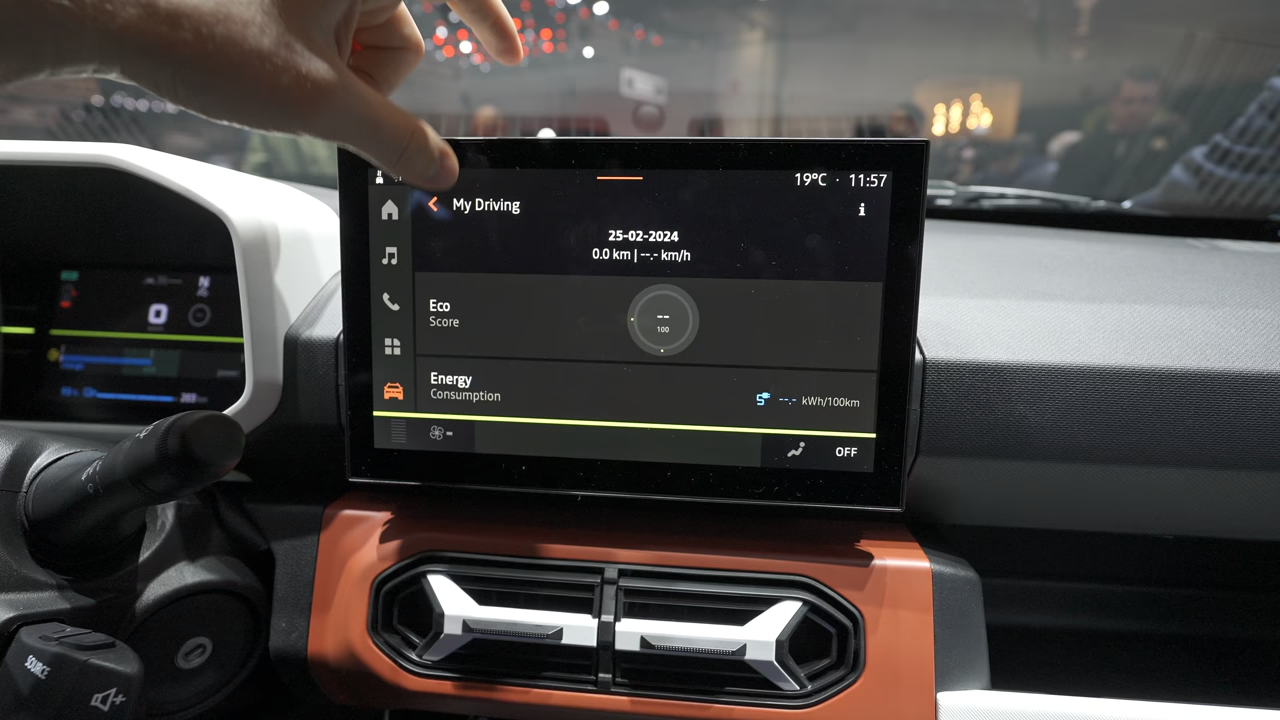 19°C · 11:57
My Driving
i
25-02-2024
0.0 km | --.- km/h
Eco
Score
--
100
Energy
Consumption
--.- kWh/100km
OFF
N
0
SOURCE